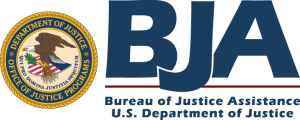 DEPARTMENT OF JUSTICE
OFFICE OF JUSTICE PROGRAMS
BJA
Bureau of Justice Assistance
U.S. Department of Justice